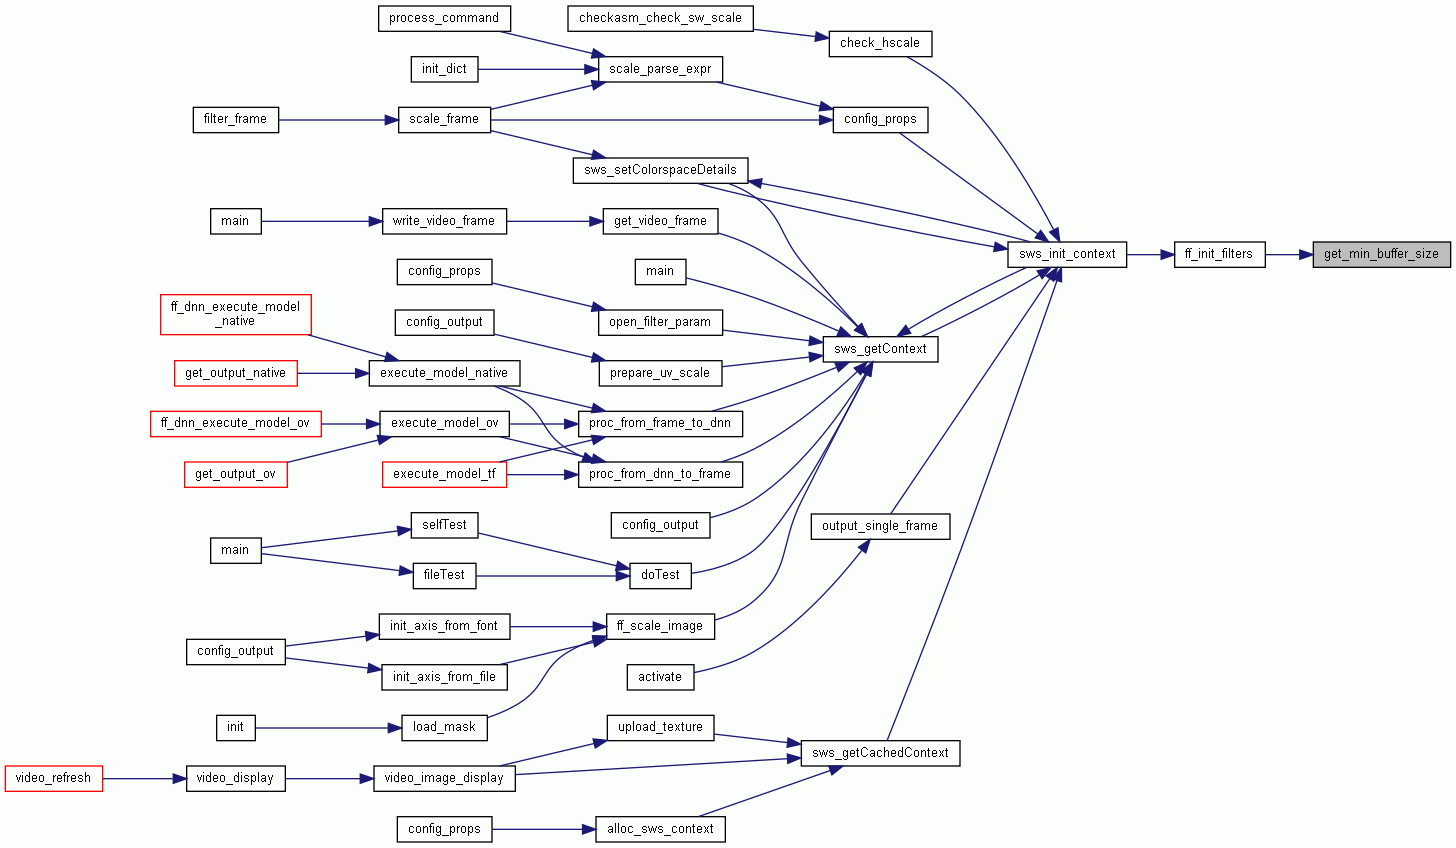 process_command
checkasm_check_sw_scale
check_hscale
init_dict
scale_parse_expr
filter_frame
scale_frame
config_props
sws_setColorspaceDetails
main
write_video_frame
get_video_frame
sws_init_context
ff_init_filters
get_min_buffer_size
config_props
main
ff_dnn_execute_model
_native
config_output
open_filter_param
sws_getContext
get_output_native
execute_model_native
prepare_uv_scale
ff_dnn_execute_model_ov
execute_model_ov
proc_from_frame_to_dnn
get_output_ov
execute_model_tf
proc_from_dnn_to_frame
selfTest
config_output
output_single_frame
main
fileTest
doTest
init_axis_from_font
ff_scale_image
config_output
init_axis_from_file
activate
init
load_mask
upload_texture
sws_getCachedContext
video_refresh
video_display
video_image_display
config_props
alloc_sws_context